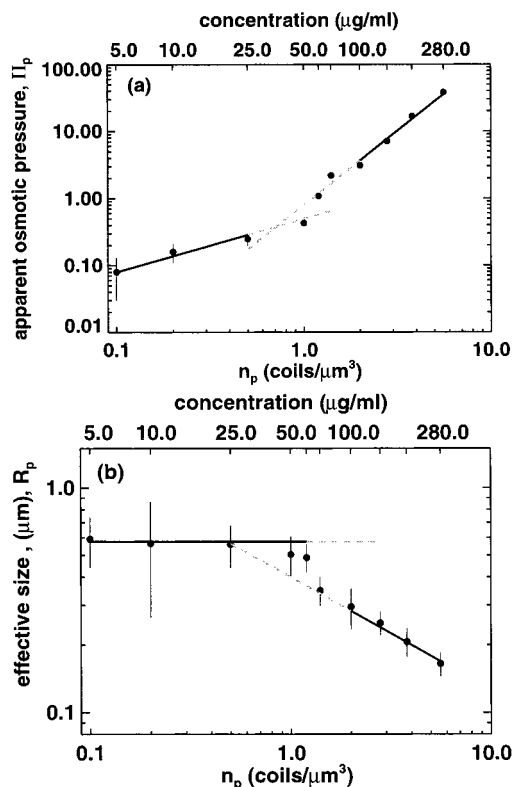 concentration (μg/ml)
5.0 10.0 25.0 50.0 100.0 280.0
100.00
(a)
10.00
1.00
0.10
0.01
apparent osmotic pressure, Πp
0.1 1.0 10.0
np (coils/μm³)
concentration (μg/ml)
5.0 10.0 25.0 50.0 100.0 280.0
(b)
1.0
0.1
effective size , (μm), Rp
0.1 1.0 10.0
np (coils/μm³)